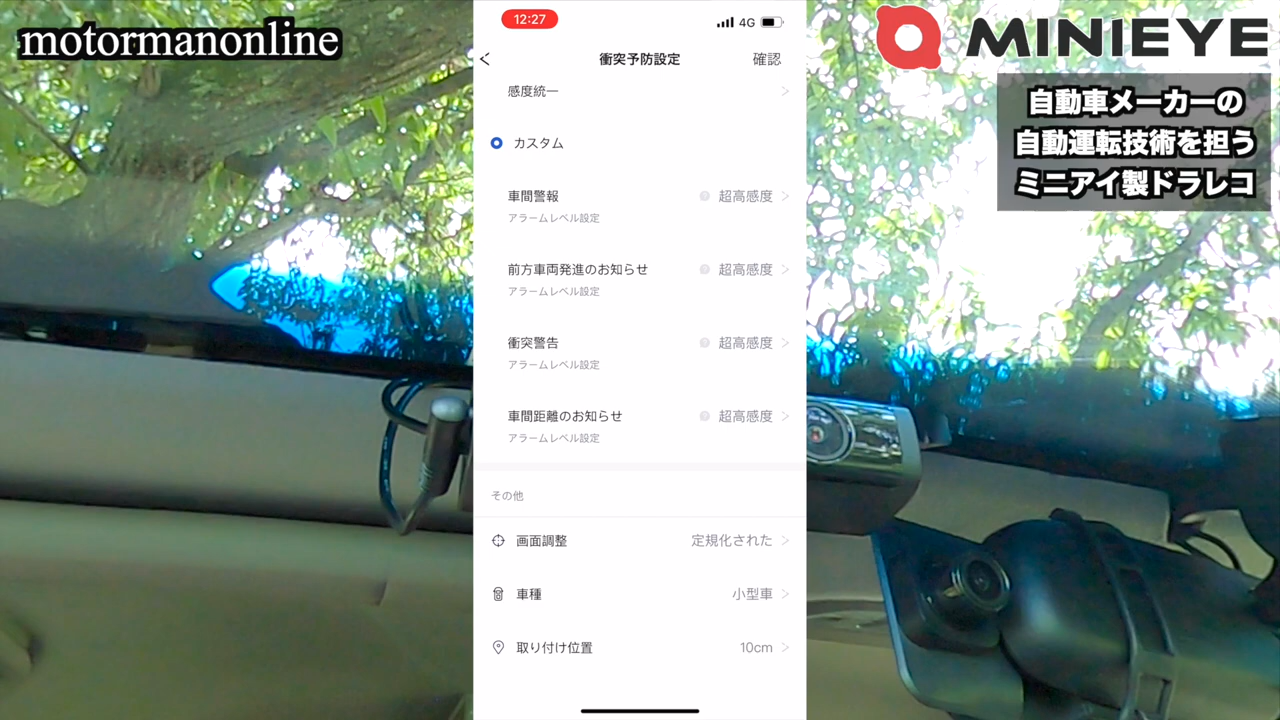 motormanonline
12:27
4G
衝突予防設定
確認
感度統一
カスタム
車間警報
超高感度
アラームレベル設定
前方車両発進のお知らせ
超高感度
アラームレベル設定
衝突警告
超高感度
アラームレベル設定
車間距離のお知らせ
超高感度
アラームレベル設定
その他
画面調整
定規化された
車種
小型車
取り付け位置
10cm
MINIEYE
自動車メーカーの
自動運転技術を担う
ミニアイ製ドラレコ